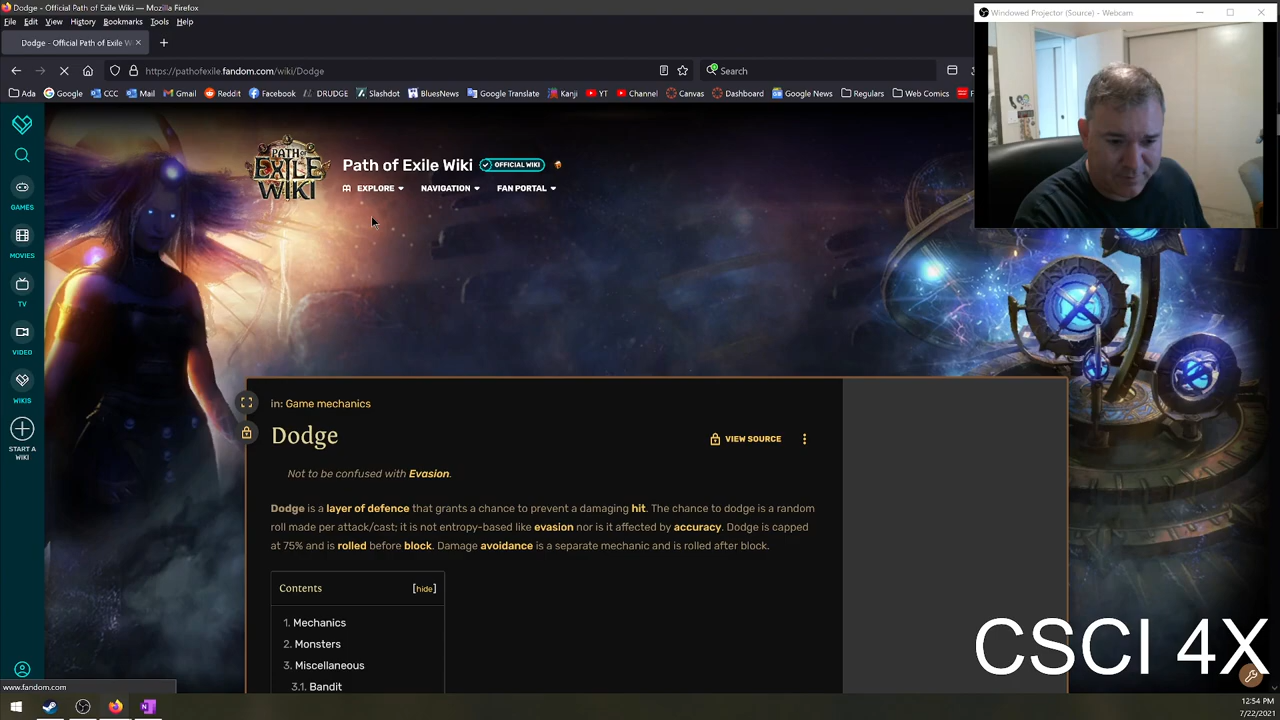 Dodge - Official Path of Exile Wiki — Mozilla Firefox
Windowed Projector (Source) - Webcam
File Edit View History Bookmarks Tools Help
Dodge - Official Path of Exile W
https://pathofexile.fandom.com/wiki/Dodge
Search
Ada Google CCC Mail Gmail Reddit Facebook DRUDGE Slashdot BluesNews Google Translate Kanji YT Channel Canvas Dashboard Google News Regulars Web Comics
PATH OF EXILE WIKI
Path of Exile Wiki OFFICIAL WIKI
EXPLORE NAVIGATION FAN PORTAL
GAMES
MOVIES
TV
VIDEO
WIKIS
START A
WIKI
in: Game mechanics
Dodge
VIEW SOURCE
Not to be confused with Evasion.
Dodge is a layer of defence that grants a chance to prevent a damaging hit. The chance to dodge is a random
roll made per attack/cast; it is not entropy-based like evasion nor is it affected by accuracy. Dodge is capped
at 75% and is rolled before block. Damage avoidance is a separate mechanic and is rolled after block.
Contents [hide]
1. Mechanics
2. Monsters
3. Miscellaneous
3.1. Bandit
CSCI 4X
www.fandom.com
12:54 PM
7/22/2021